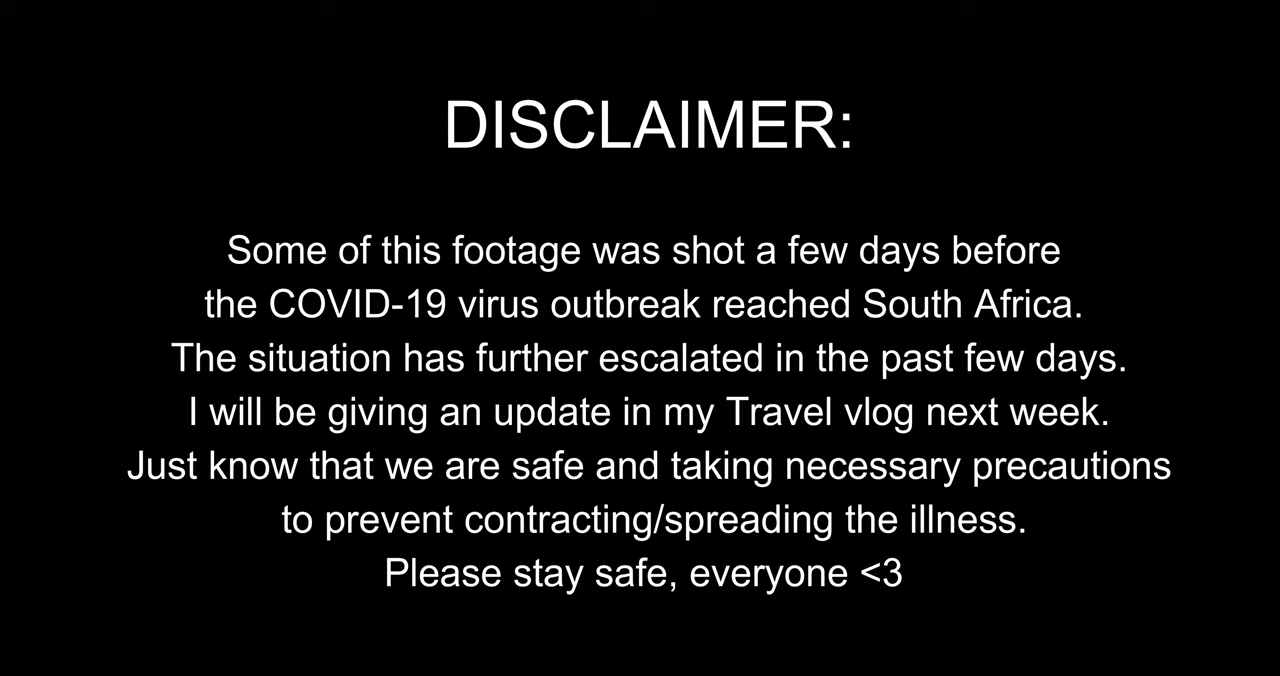 DISCLAIMER:
Some of this footage was shot a few days before
the COVID-19 virus outbreak reached South Africa.
The situation has further escalated in the past few days.
I will be giving an update in my Travel vlog next week.
Just know that we are safe and taking necessary precautions
to prevent contracting/spreading the illness.
Please stay safe, everyone <3